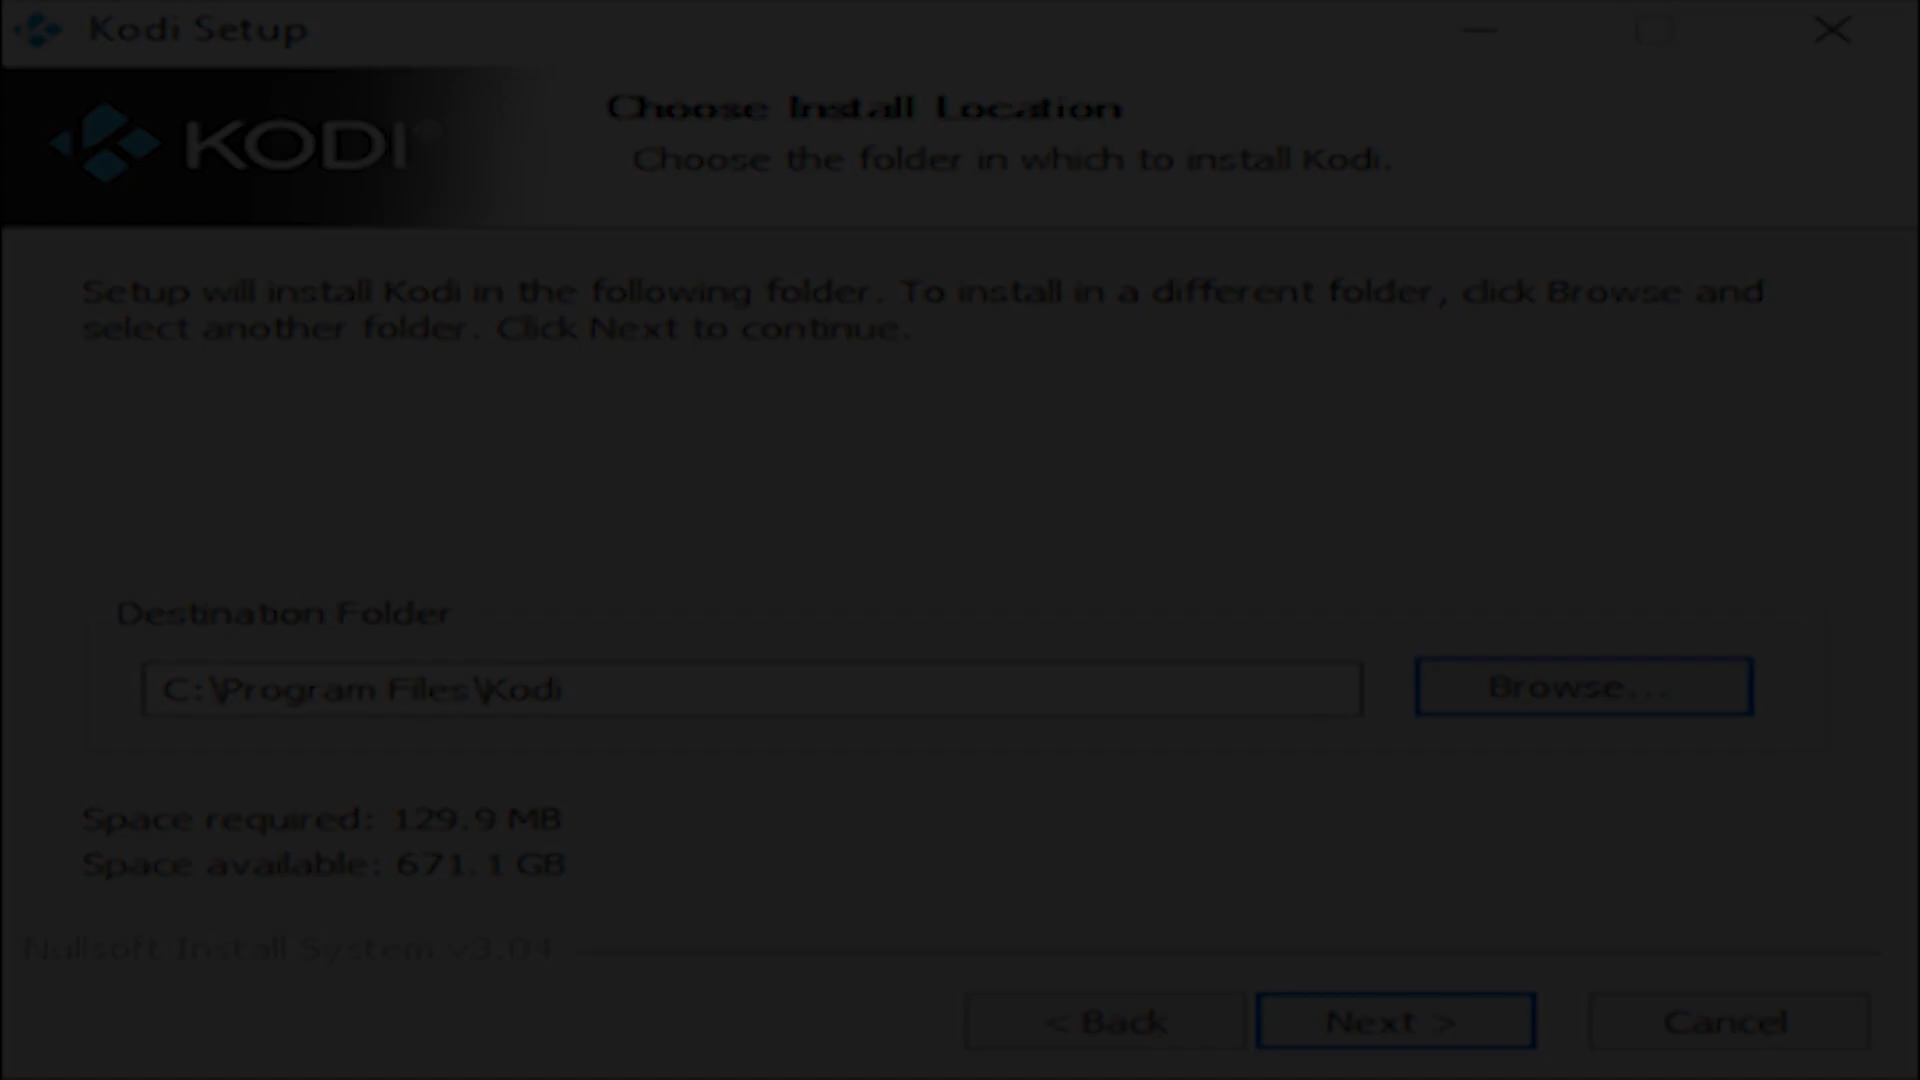 Kodi Setup
KODI
Choose Install Location
Choose the folder in which to install Kodi.
Setup will install Kodi in the following folder. To install in a different folder, click Browse and
select another folder. Click Next to continue.
Destination Folder
C:\Program Files\Kodi
Browse...
Space required: 129.9 MB
Space available: 671.1 GB
Nullsoft Install System v3.04
< Back
Next >
Cancel